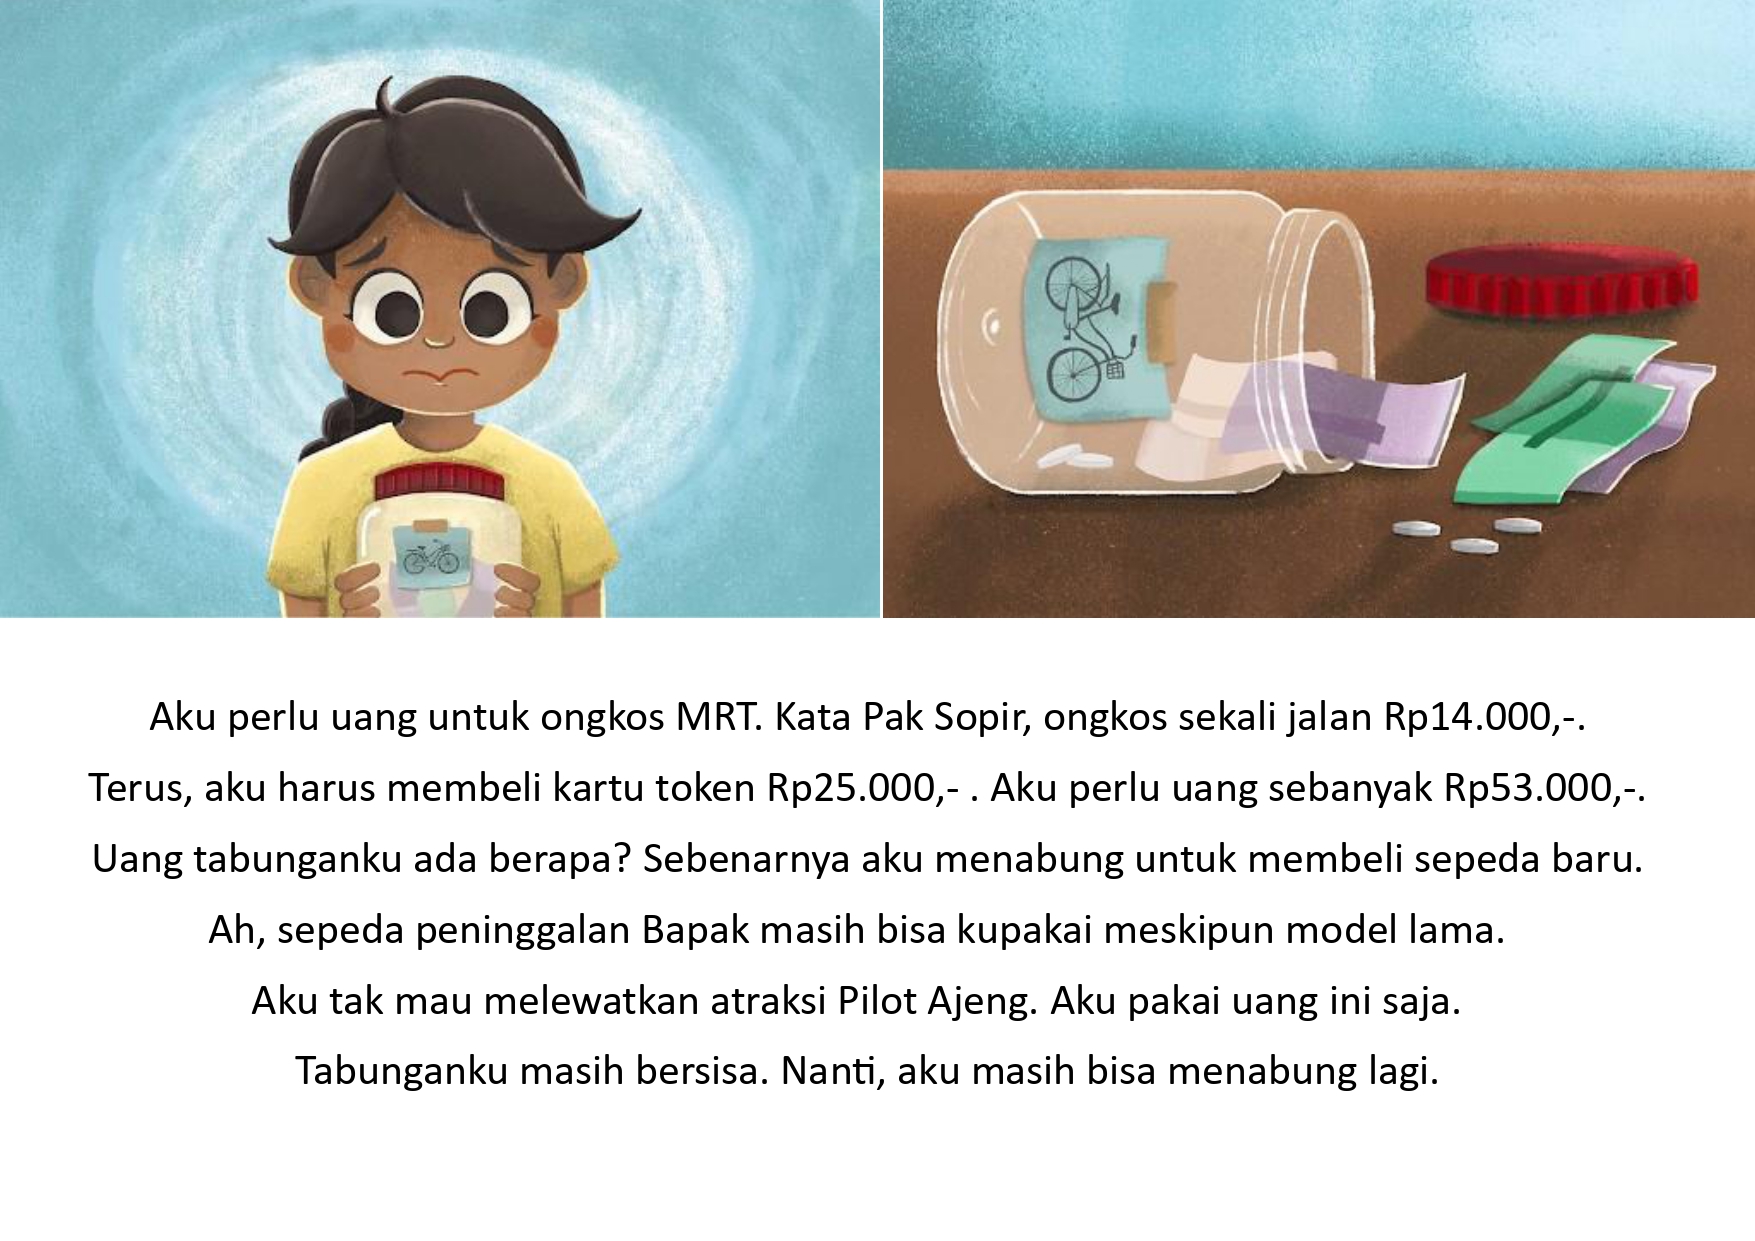 Aku perlu uang untuk ongkos MRT. Kata Pak Sopir, ongkos sekali jalan Rp14.000,-.
Terus, aku harus membeli kartu token Rp25.000,- . Aku perlu uang sebanyak Rp53.000,-.
Uang tabunganku ada berapa? Sebenarnya aku menabung untuk membeli sepeda baru.
Ah, sepeda peninggalan Bapak masih bisa kupakai meskipun model lama.
Aku tak mau melewatkan atraksi Pilot Ajeng. Aku pakai uang ini saja.
Tabunganku masih bersisa. Nanti, aku masih bisa menabung lagi.